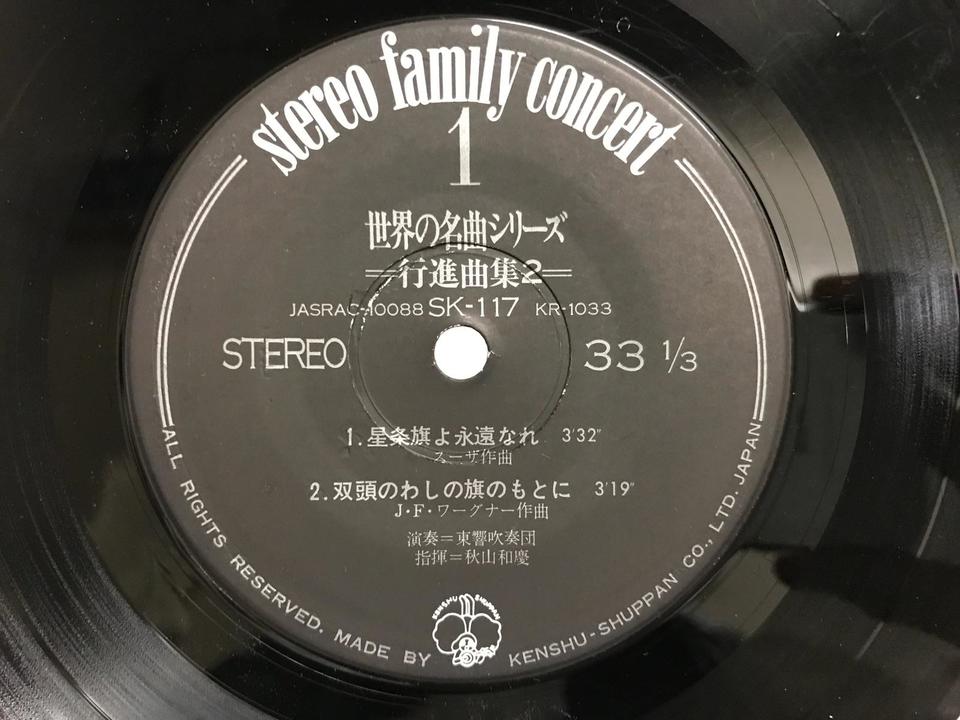 stereo family concert
1
世界の名曲シリーズ
=行進曲集2=
JASRAC-10088 SK-117 KR-1033
STEREO 33 1/3
1. 星条旗よ永遠なれ 3'32"
スーザ作曲
2. 双頭のわしの旗のもとに 3'19"
J・F・ワーグナー作曲
演奏=東響吹奏団
指揮=秋山和慶
KENSHU SHUPPAN
ALL RIGHTS RESERVED. MADE BY KENSHU-SHUPPAN CO., LTD. JAPAN